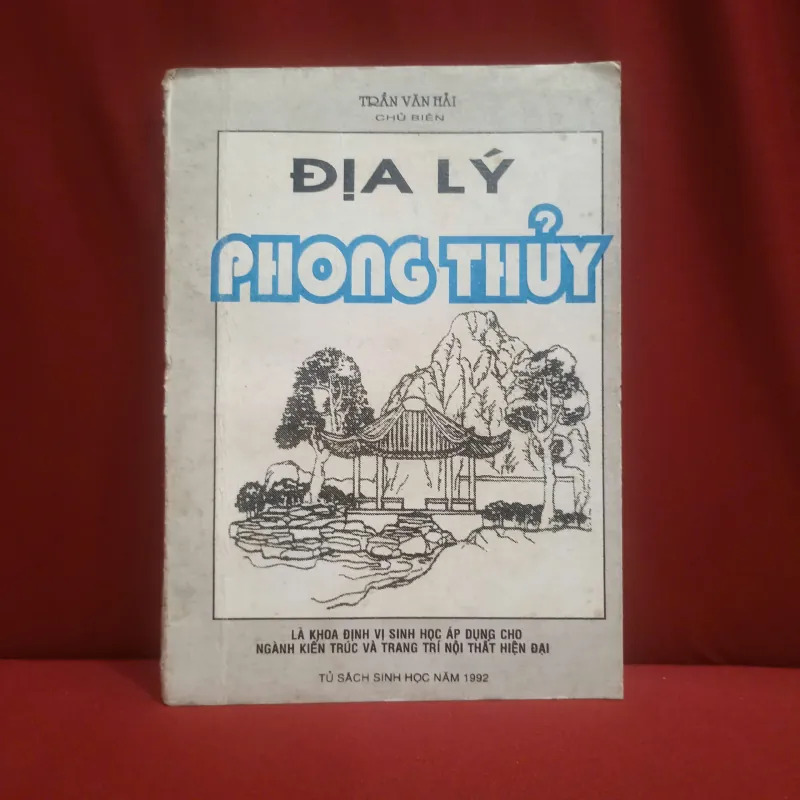 TRẦN VĂN HẢI
CHỦ BIÊN
ĐỊA LÝ
PHONG THỦY
LÀ KHOA ĐỊNH VỊ SINH HỌC ÁP DỤNG CHO
NGÀNH KIẾN TRÚC VÀ TRANG TRÍ NỘI THẤT HIỆN ĐẠI
TỦ SÁCH SINH HỌC NĂM 1992